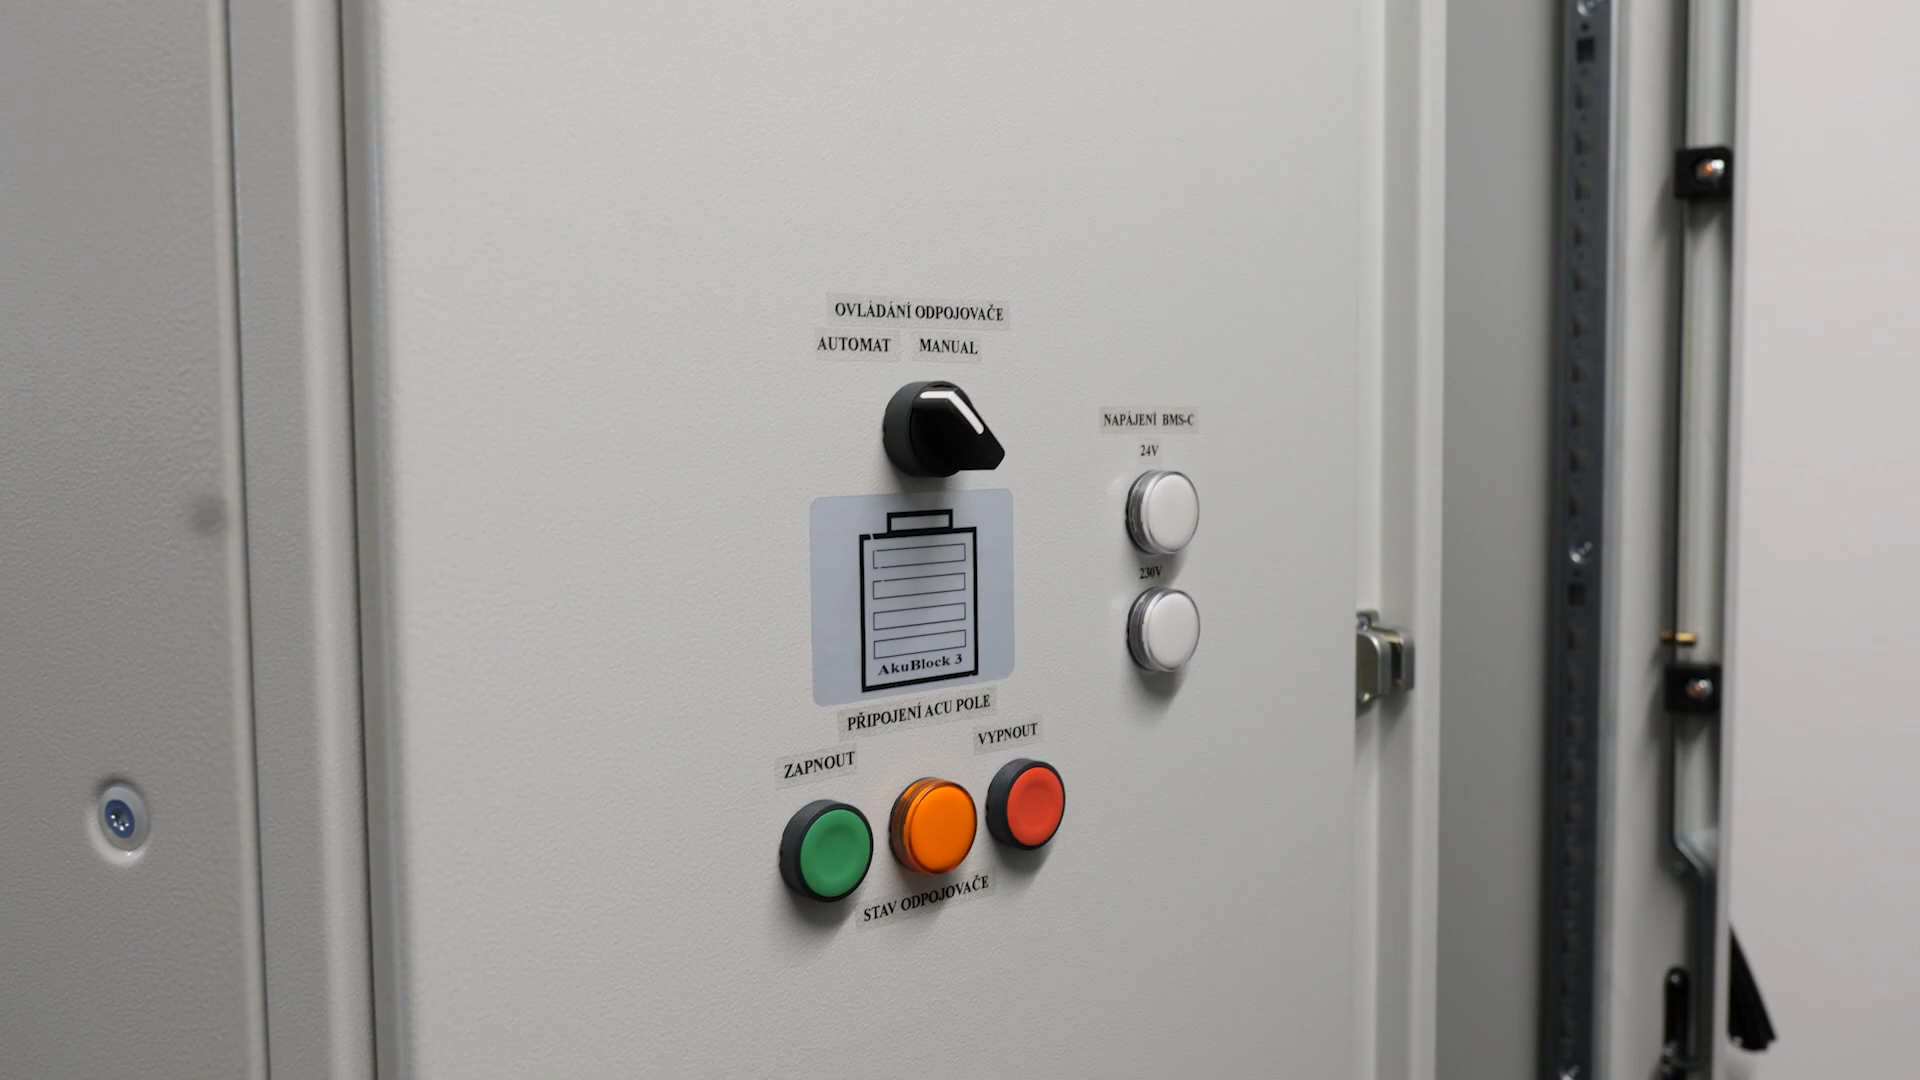 OVLÁDÁNÍ ODPOJOVAČE
AUTOMAT MANUAL
NAPÁJENÍ BMS-C
24V
230V
AkuBlock 3
PŘIPOJENÍ ACU POLE
ZAPNOUT
VYPNOUT
STAV ODPOJOVAČE